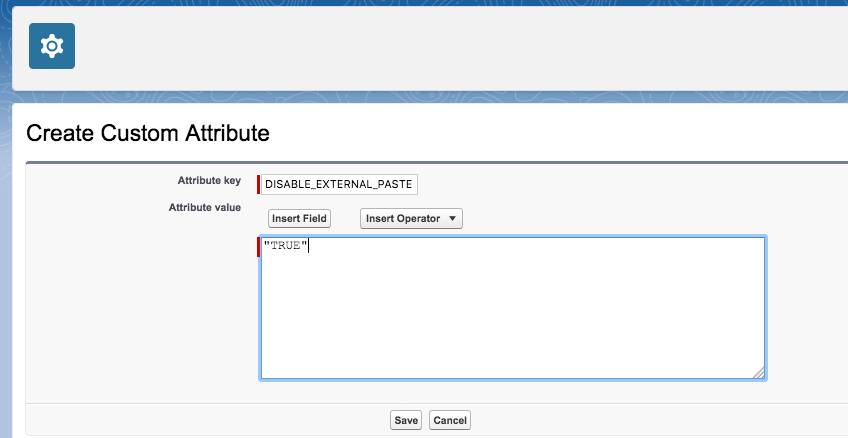 Create Custom Attribute
Attribute key DISABLE_EXTERNAL_PASTE
Attribute value
Insert Field Insert Operator
"TRUE"
Save Cancel